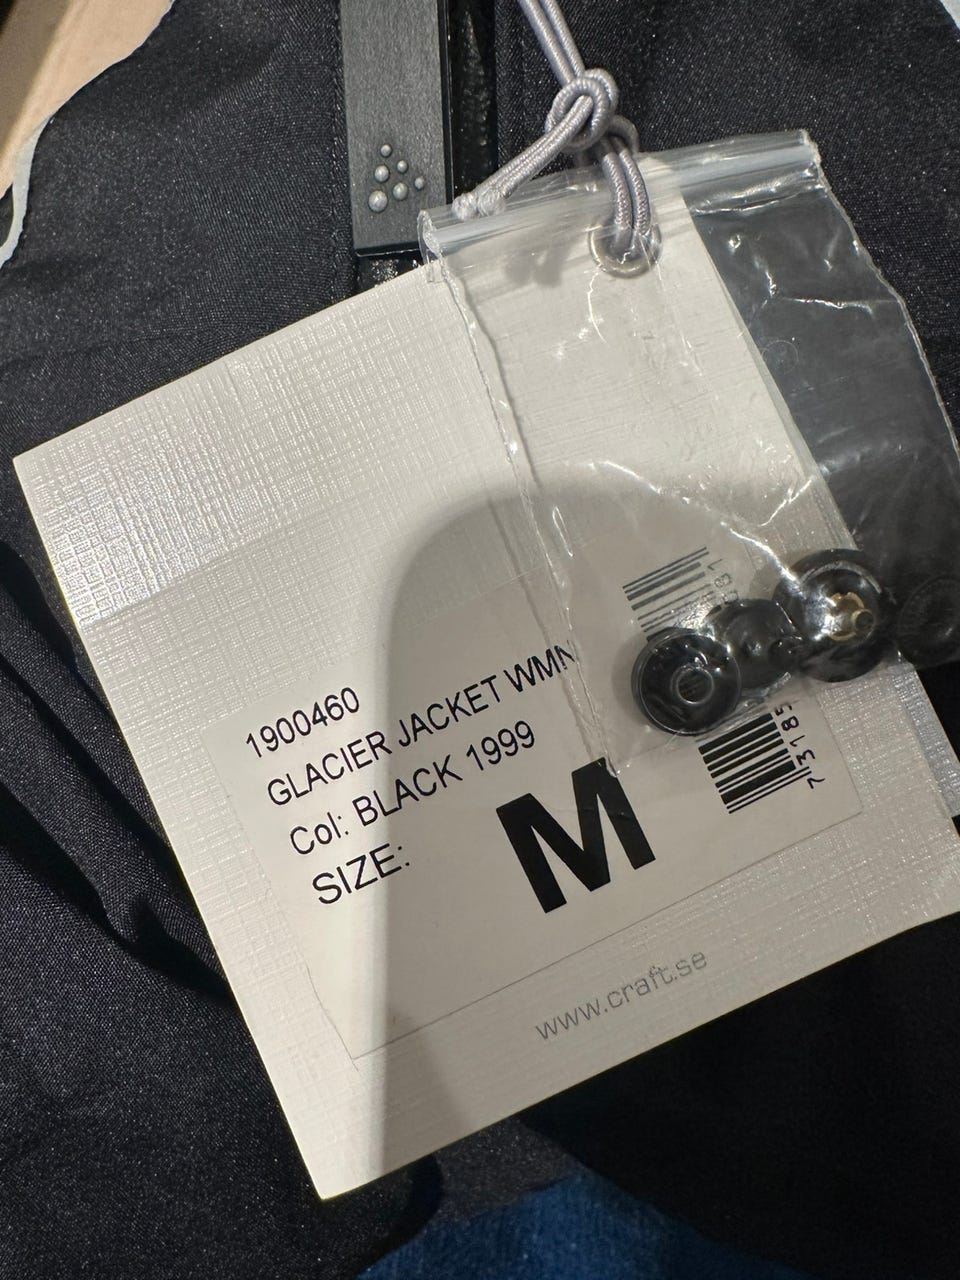 1900460
GLACIER JACKET WMN
Col: BLACK 1999
SIZE:
M
www.craft.se